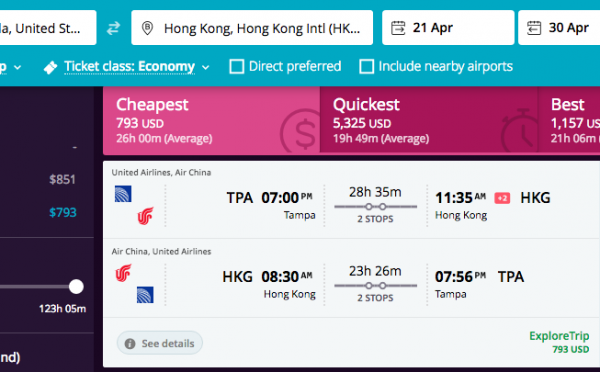 la, United St...
Hong Kong, Hong Kong Intl (HK...
21 Apr
30 Apr
Ticket class: Economy
Direct preferred
Include nearby airports
-
$851
$793
123h 05m
Cheapest
793 USD
26h 00m (Average)
Quickest
5,325 USD
19h 49m (Average)
Best
1,157 US
21h 06m
United Airlines, Air China
TPA 07:00 PM
Tampa
28h 35m
2 STOPS
11:35 AM +2 HKG
Hong Kong
Air China, United Airlines
HKG 08:30 AM
Hong Kong
23h 26m
2 STOPS
07:56 PM TPA
Tampa
See details
ExploreTrip
793 USD